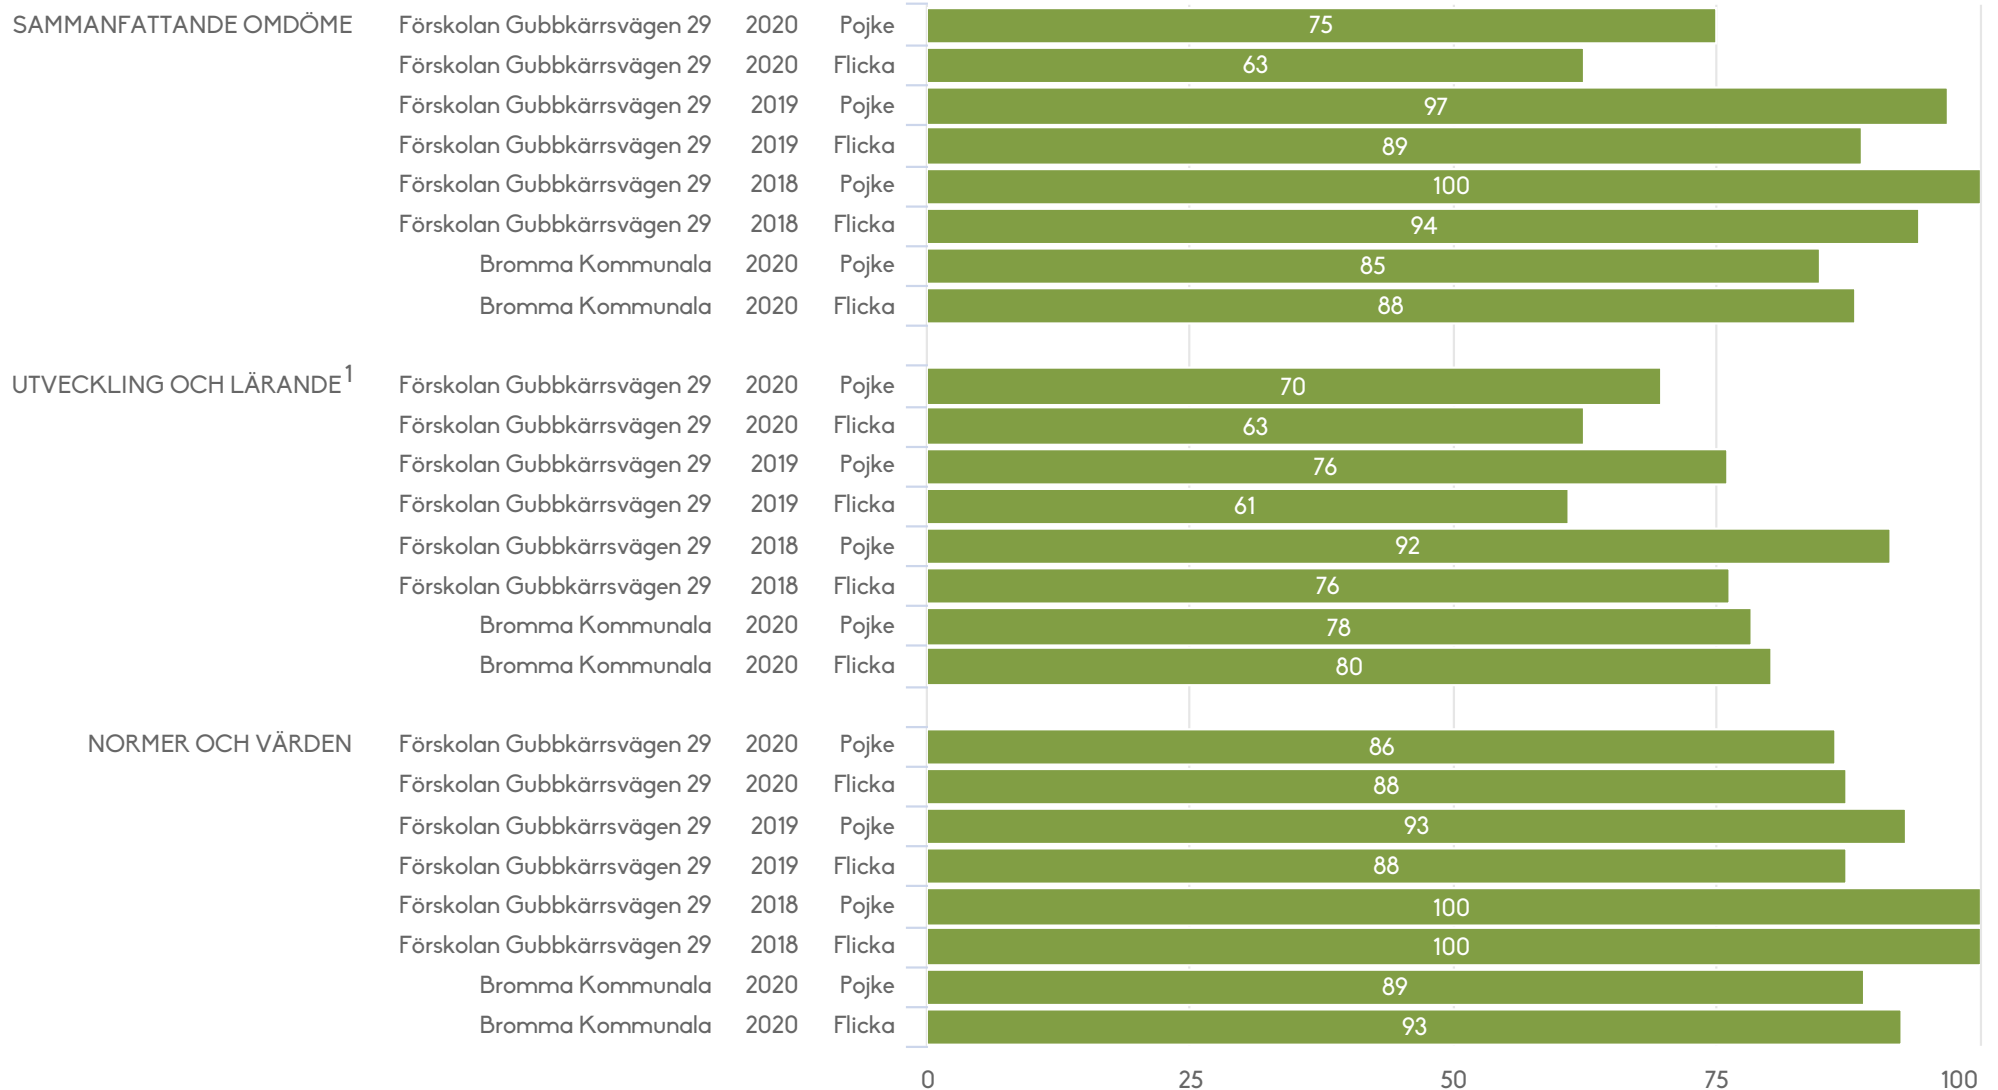 SAMMANFATTANDE OMDÖME Förskolan Gubbkärrsvägen 29 2020 Pojke 75
Förskolan Gubbkärrsvägen 29 2020 Flicka 63
Förskolan Gubbkärrsvägen 29 2019 Pojke 97
Förskolan Gubbkärrsvägen 29 2019 Flicka 89
Förskolan Gubbkärrsvägen 29 2018 Pojke 100
Förskolan Gubbkärrsvägen 29 2018 Flicka 94
Bromma Kommunala 2020 Pojke 85
Bromma Kommunala 2020 Flicka 88
UTVECKLING OCH LÄRANDE¹ Förskolan Gubbkärrsvägen 29 2020 Pojke 70
Förskolan Gubbkärrsvägen 29 2020 Flicka 63
Förskolan Gubbkärrsvägen 29 2019 Pojke 76
Förskolan Gubbkärrsvägen 29 2019 Flicka 61
Förskolan Gubbkärrsvägen 29 2018 Pojke 92
Förskolan Gubbkärrsvägen 29 2018 Flicka 76
Bromma Kommunala 2020 Pojke 78
Bromma Kommunala 2020 Flicka 80
NORMER OCH VÄRDEN Förskolan Gubbkärrsvägen 29 2020 Pojke 86
Förskolan Gubbkärrsvägen 29 2020 Flicka 88
Förskolan Gubbkärrsvägen 29 2019 Pojke 93
Förskolan Gubbkärrsvägen 29 2019 Flicka 88
Förskolan Gubbkärrsvägen 29 2018 Pojke 100
Förskolan Gubbkärrsvägen 29 2018 Flicka 100
Bromma Kommunala 2020 Pojke 89
Bromma Kommunala 2020 Flicka 93
0 25 50 75 100